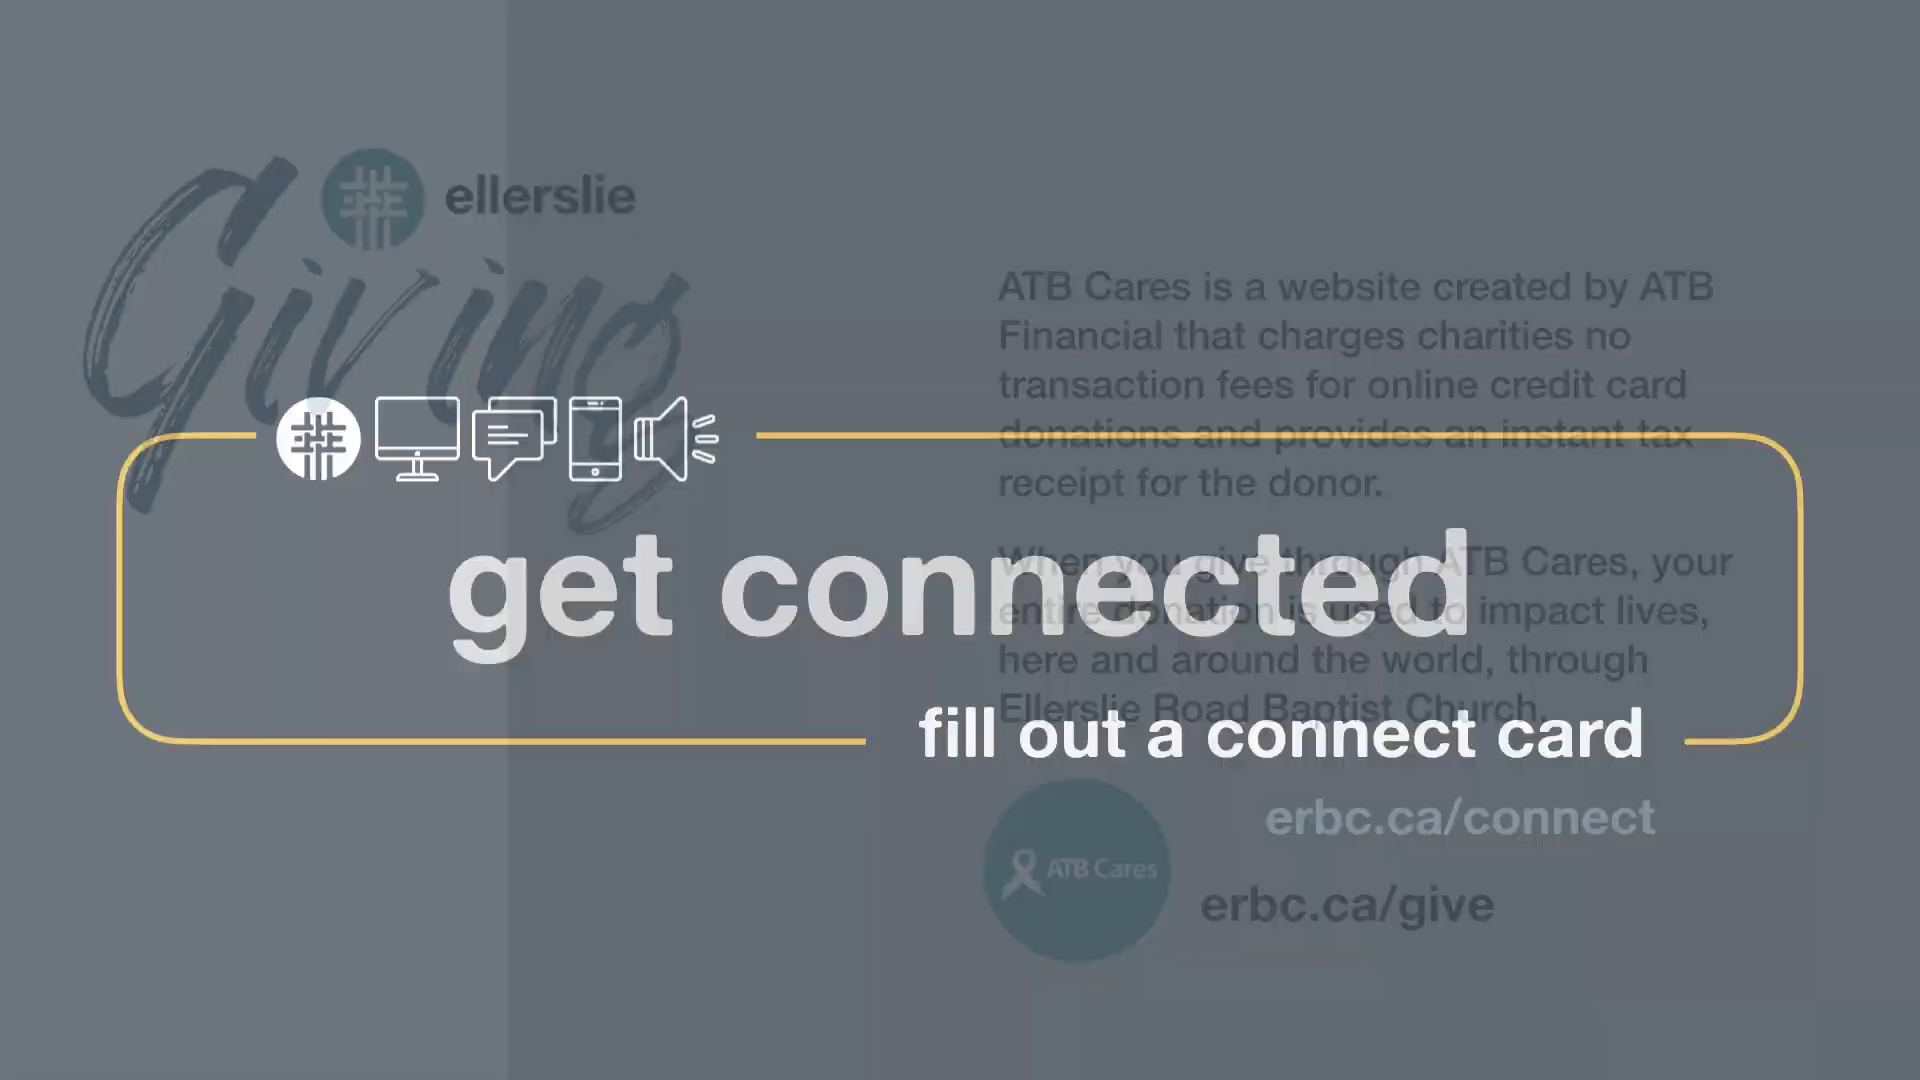 Giving
ellerslie
ATB Cares is a website created by ATB
Financial that charges charities no
transaction fees for online credit card
donations and provides an instant tax
receipt for the donor.
When you give through ATB Cares, your
entire donation is used to impact lives,
here and around the world, through
Ellerslie Road Baptist Church.
get connected
fill out a connect card
erbc.ca/connect
ATB Cares
erbc.ca/give